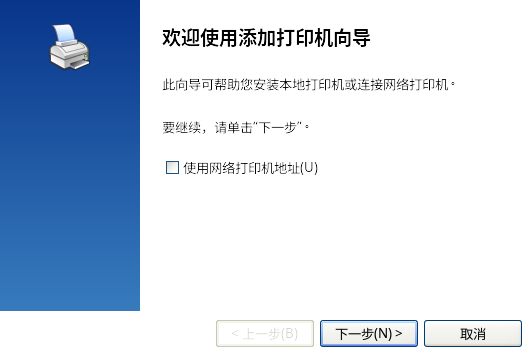 欢迎使用添加打印机向导
此向导可帮助您安装本地打印机或连接网络打印机。
要继续，请单击“下一步”。
使用网络打印机地址(U)
< 上一步(B)
下一步(N) >
取消